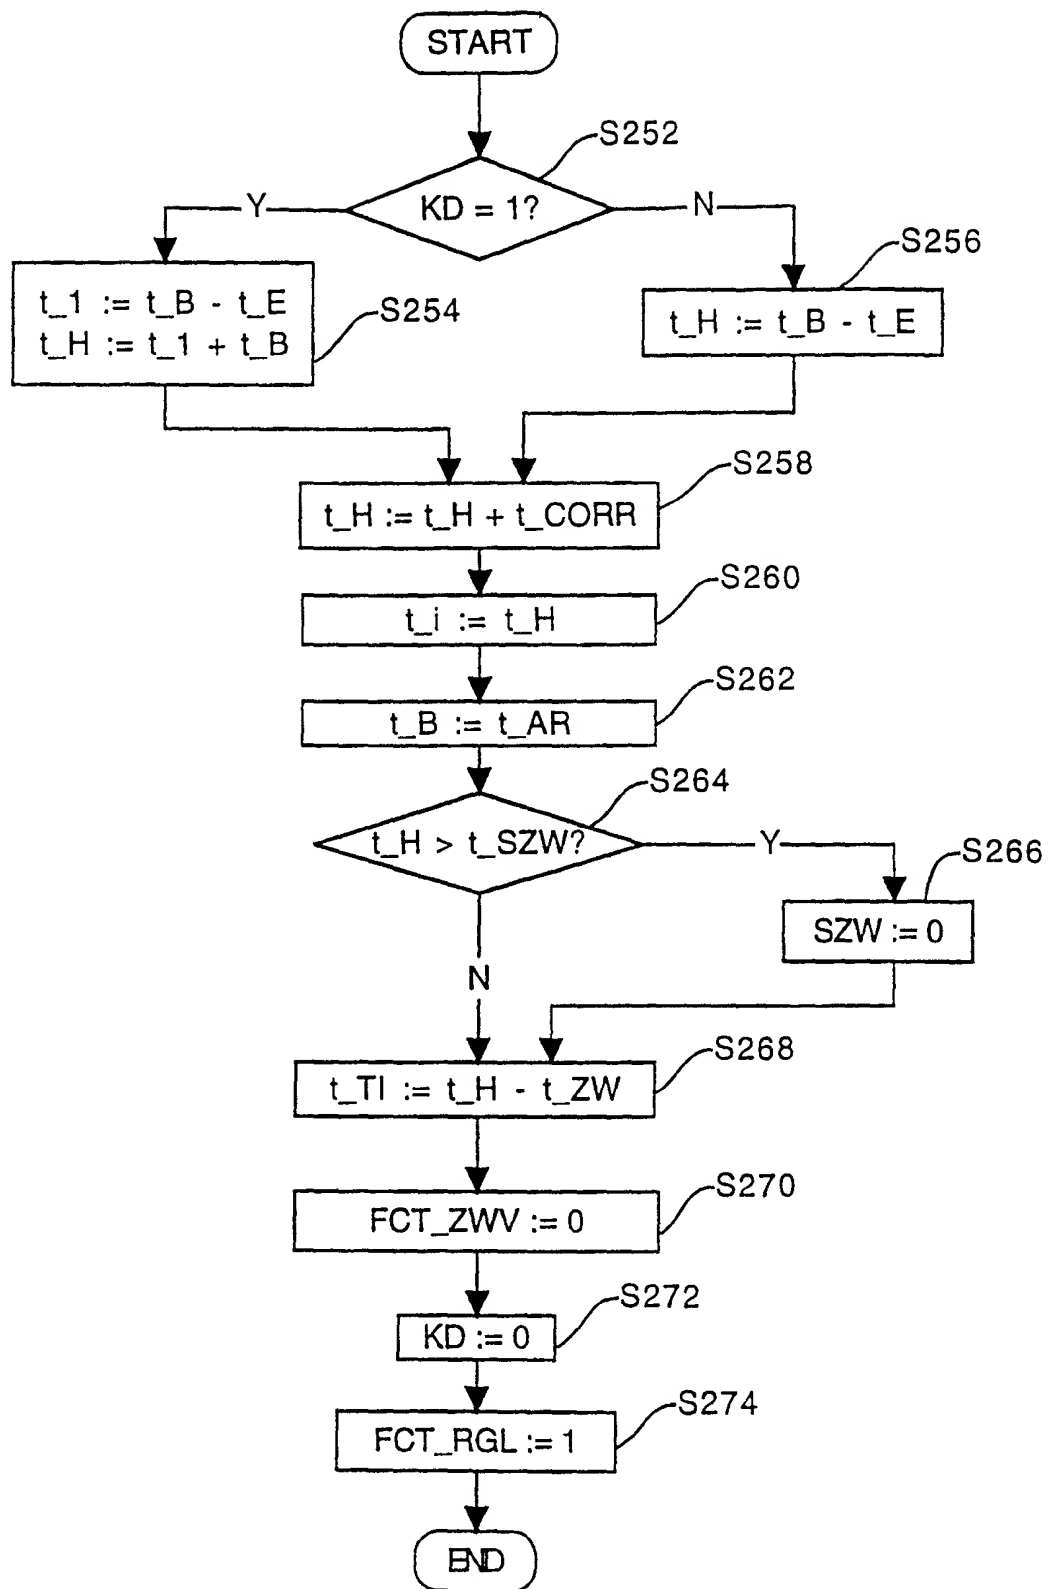 START
S252
KD = 1?
Y
N
S256
t_1 := t_B - t_E
t_H := t_1 + t_B
S254
t_H := t_B - t_E
S258
t_H := t_H + t_CORR
S260
t_i := t_H
S262
t_B := t_AR
S264
t_H > t_SZW?
Y
S266
SZW := 0
N
S268
t_TI := t_H - t_ZW
S270
FCT_ZWV := 0
S272
KD := 0
S274
FCT_RGL := 1
END